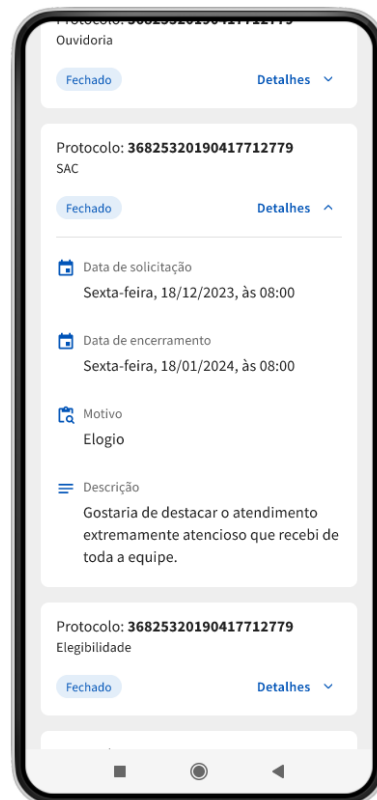 Protocolo: 36825320190417712779
Ouvidoria
Fechado
Detalhes
Protocolo: 36825320190417712779
SAC
Fechado
Detalhes
Data de solicitação
Sexta-feira, 18/12/2023, às 08:00
Data de encerramento
Sexta-feira, 18/01/2024, às 08:00
Motivo
Elogio
Descrição
Gostaria de destacar o atendimento
extremamente atencioso que recebi de
toda a equipe.
Protocolo: 36825320190417712779
Elegibilidade
Fechado
Detalhes